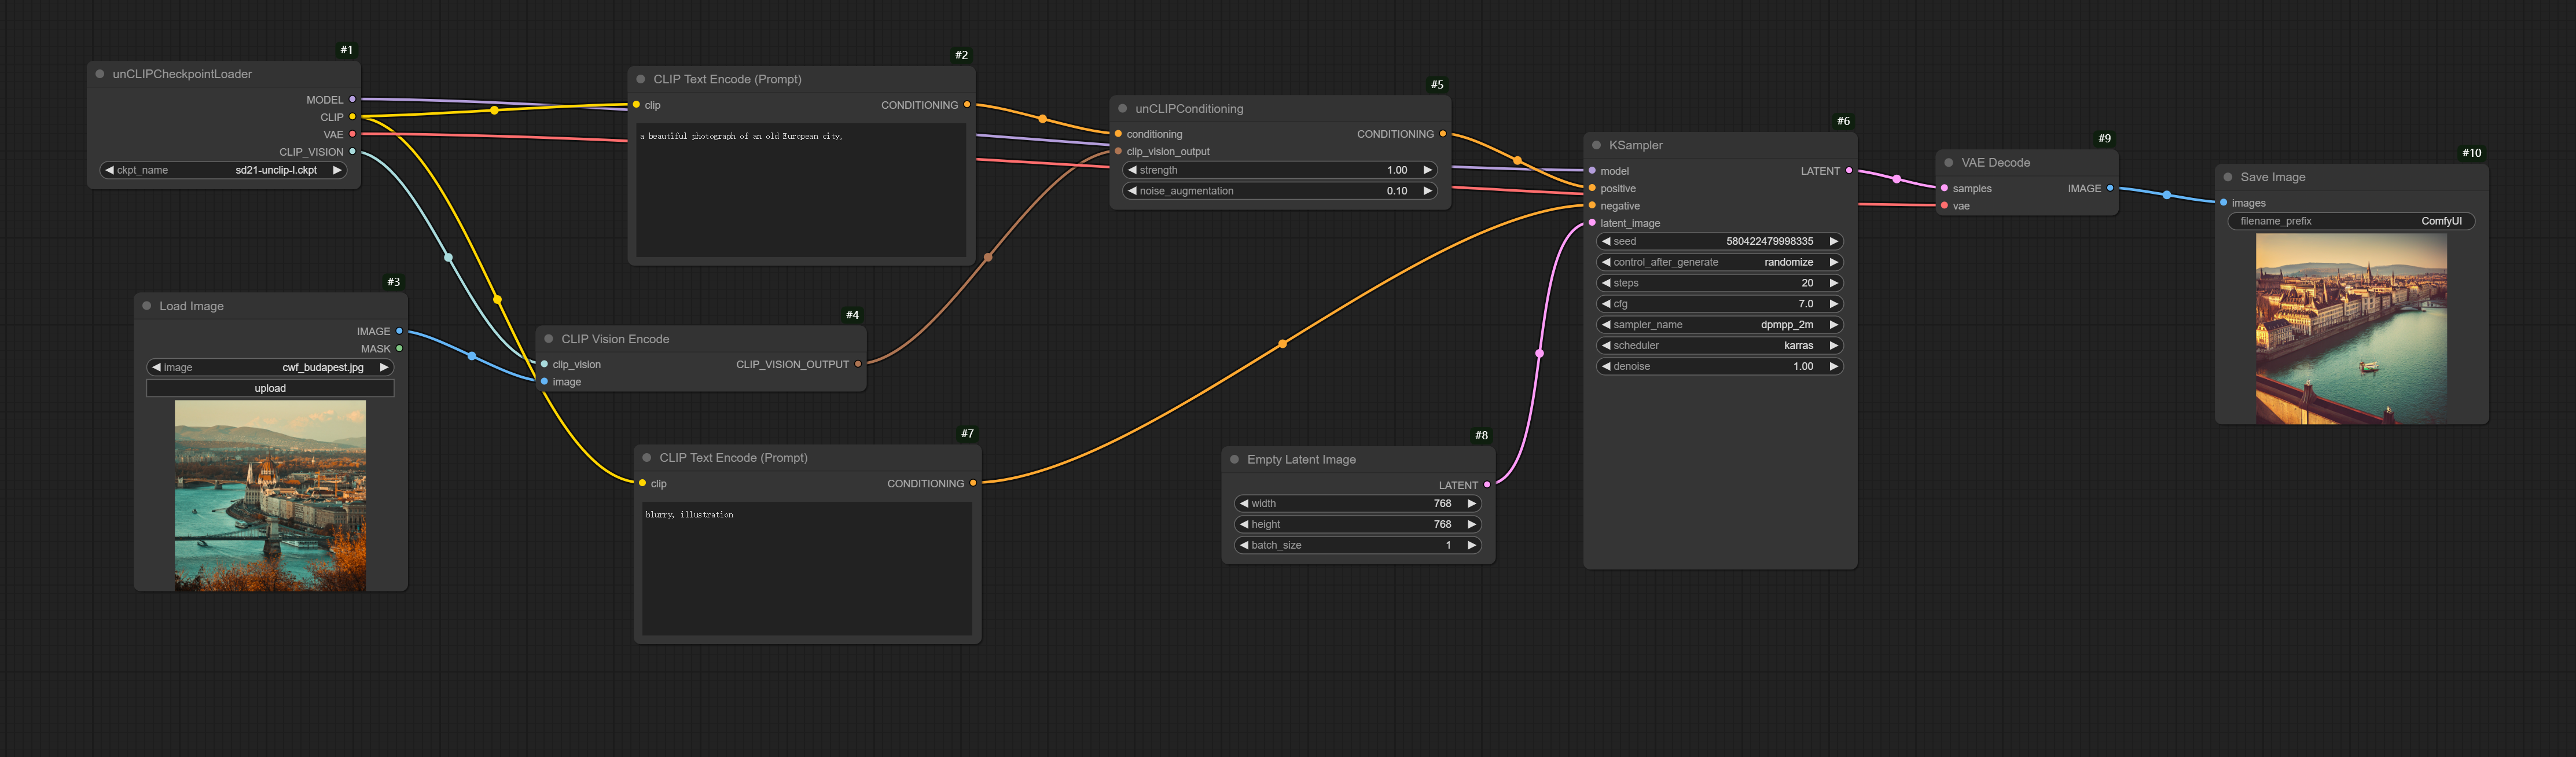 #1
unCLIPCheckpointLoader
MODEL
CLIP
VAE
CLIP_VISION
ckpt_name sd21-unclip-l.ckpt
#2
CLIP Text Encode (Prompt)
clip CONDITIONING
a beautiful photograph of an old European city,
#3
Load Image
IMAGE
MASK
image cwf_budapest.jpg
upload
#4
CLIP Vision Encode
clip_vision CLIP_VISION_OUTPUT
image
#5
unCLIPConditioning
conditioning CONDITIONING
clip_vision_output
strength 1.00
noise_augmentation 0.10
#6
KSampler
model LATENT
positive
negative
latent_image
seed 580422479998335
control_after_generate randomize
steps 20
cfg 7.0
sampler_name dpmpp_2m
scheduler karras
denoise 1.00
#7
CLIP Text Encode (Prompt)
clip CONDITIONING
blurry, illustration
#8
Empty Latent Image
LATENT
width 768
height 768
batch_size 1
#9
VAE Decode
samples IMAGE
vae
#10
Save Image
images
filename_prefix ComfyUI